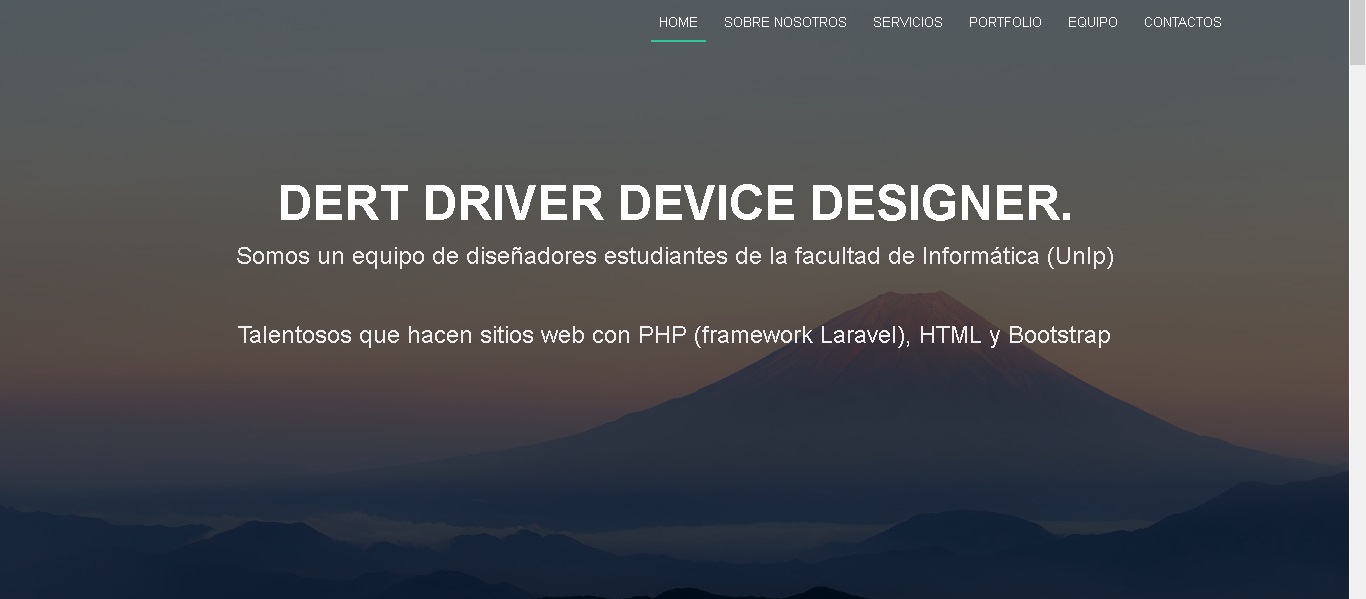 HOME SOBRE NOSOTROS SERVICIOS PORTFOLIO EQUIPO CONTACTOS
DERT DRIVER DEVICE DESIGNER.
Somos un equipo de diseñadores estudiantes de la facultad de Informática (Unlp)
Talentosos que hacen sitios web con PHP (framework Laravel), HTML y Bootstrap